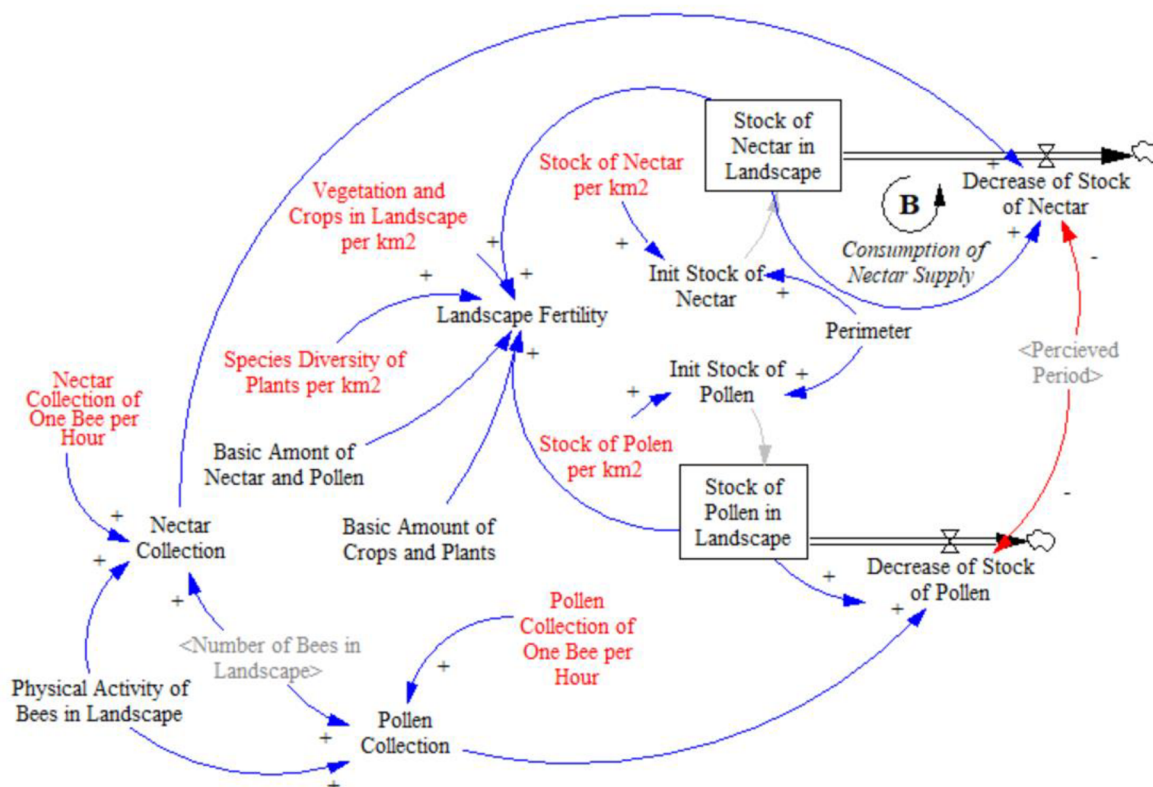 Stock of
Nectar in
Landscape
Stock of Nectar
per km2
+
Decrease of Stock
of Nectar
Vegetation and
Crops in Landscape
per km2
B
+
+
+
Consumption of
Nectar Supply
-
+
+
Init Stock of
Nectar
+
Landscape Fertility
Perimeter
Species Diversity of
Plants per km2
+
<Percieved
Period>
Nectar
Collection of
One Bee per
Hour
Init Stock of
Pollen
+
+
Basic Amont of
Nectar and Pollen
Stock of Polen
per km2
Stock of
Pollen in
Landscape
-
+
Nectar
Collection
+
Basic Amount of
Crops and Plants
Decrease of Stock
of Pollen
+
+
+
Pollen
Collection of
One Bee per
Hour
<Number of Bees in
Landscape>
+
Physical Activity of
Bees in Landscape
Pollen
Collection
+
+